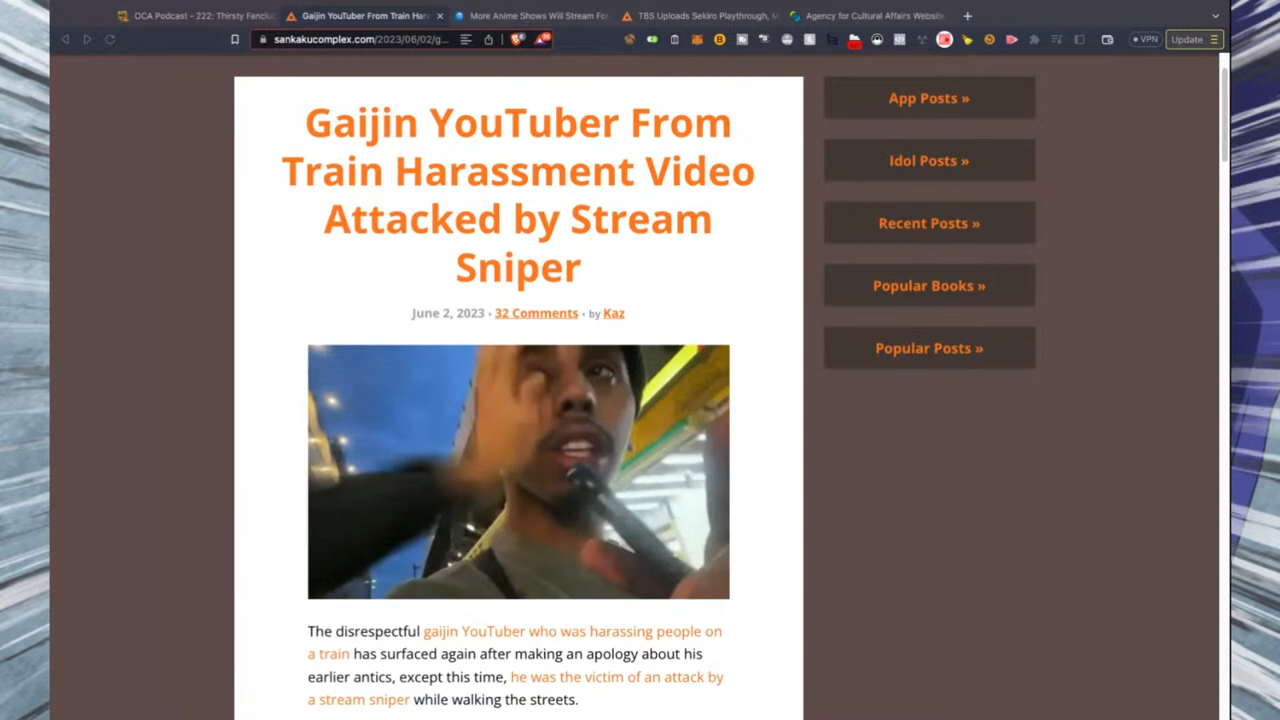 OCA Podcast - 222: Thirsty Fanclu
Gaijin YouTuber From Train Har
More Anime Shows Will Stream For
TBS Uploads Sekiro Playthrough, M
Agency for Cultural Affairs Website
sankakucomplex.com/2023/06/02/g...
VPN
Update
Gaijin YouTuber From
Train Harassment Video
Attacked by Stream
Sniper
June 2, 2023 • 32 Comments • by Kaz
The disrespectful gaijin YouTuber who was harassing people on
a train has surfaced again after making an apology about his
earlier antics, except this time, he was the victim of an attack by
a stream sniper while walking the streets.
App Posts »
Idol Posts »
Recent Posts »
Popular Books »
Popular Posts »